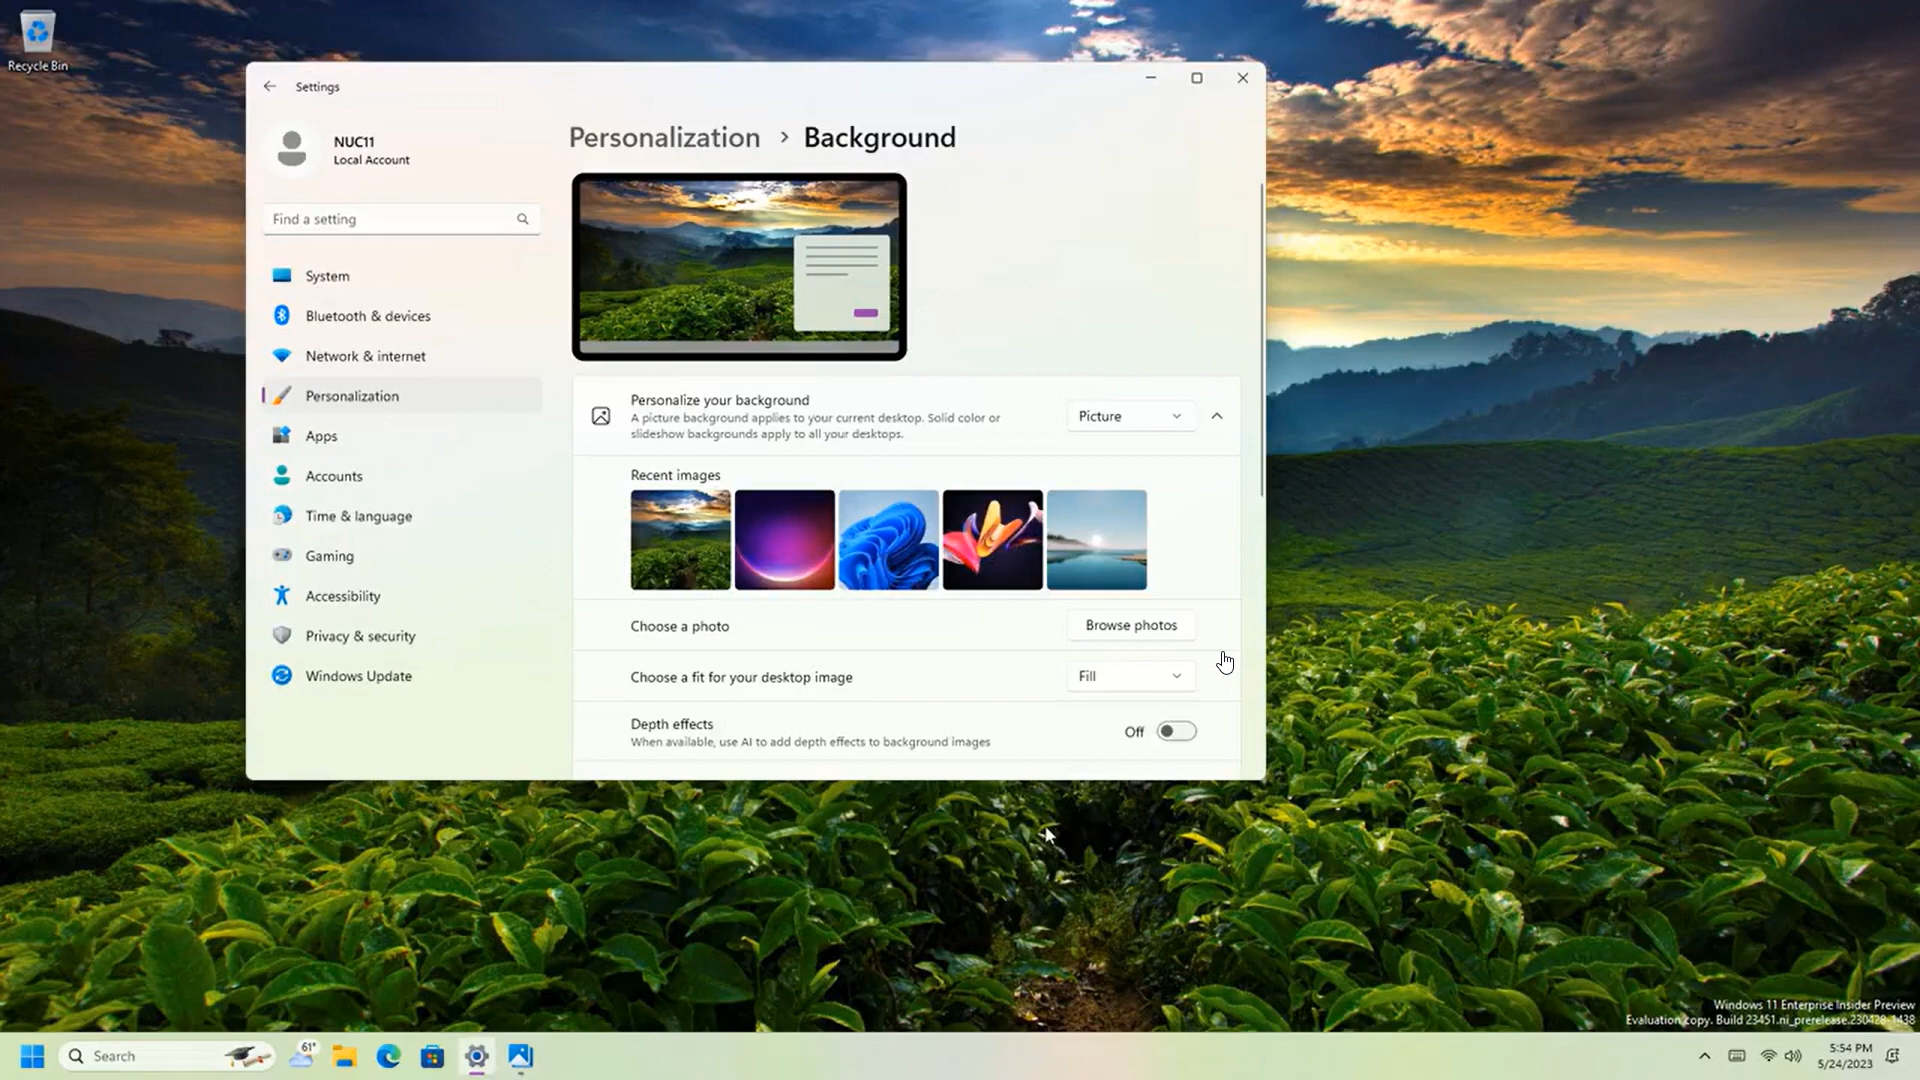 Recycle Bin
Settings
NUC11
Local Account
Find a setting
System
Bluetooth & devices
Network & internet
Personalization
Apps
Accounts
Time & language
Gaming
Accessibility
Privacy & security
Windows Update
Personalization > Background
Personalize your background
A picture background applies to your current desktop. Solid color or
slideshow backgrounds apply to all your desktops.
Picture
Recent images
Choose a photo
Browse photos
Choose a fit for your desktop image
Fill
Depth effects
When available, use AI to add depth effects to background images
Off
Windows 11 Enterprise Insider Preview
Evaluation copy. Build 23451.ni_prerelease.230428-1438
Search
61°
5:54 PM
5/24/2023